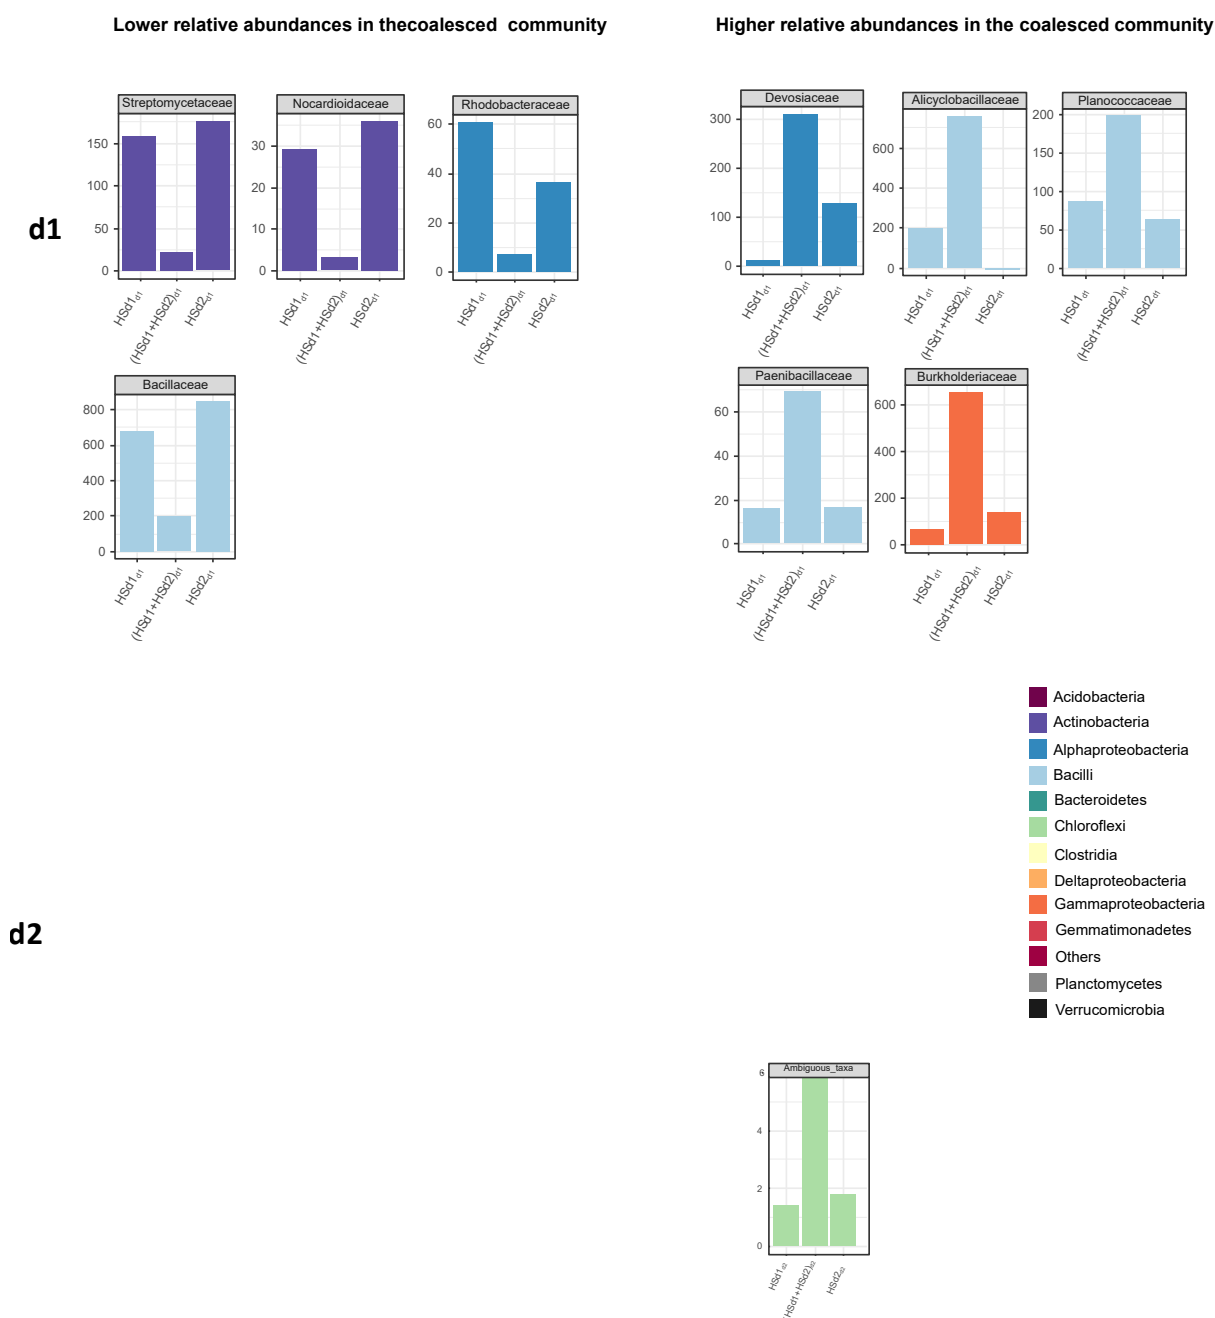 Lower relative abundances in thecoalesced community
Higher relative abundances in the coalesced community
d1
Streptomycetaceae
150
100
50
0
HSd1d1
(HSd1+HSd2)d1
HSd2d1
Nocardioidaceae
30
20
10
0
HSd1d1
(HSd1+HSd2)d1
HSd2d1
Rhodobacteraceae
60
40
20
0
HSd1d1
(HSd1+HSd2)d1
HSd2d1
Devosiaceae
300
200
100
0
HSd1d1
(HSd1+HSd2)d1
HSd2d1
Alicyclobacillaceae
600
400
200
0
HSd1d1
(HSd1+HSd2)d1
HSd2d1
Planococcaceae
200
150
100
50
0
HSd1d1
(HSd1+HSd2)d1
HSd2d1
Bacillaceae
800
600
400
200
0
HSd1d1
(HSd1+HSd2)d1
HSd2d1
Paenibacillaceae
60
40
20
0
HSd1d1
(HSd1+HSd2)d1
HSd2d1
Burkholderiaceae
600
400
200
0
HSd1d1
(HSd1+HSd2)d1
HSd2d1
Acidobacteria
Actinobacteria
Alphaproteobacteria
Bacilli
Bacteroidetes
Chloroflexi
Clostridia
Deltaproteobacteria
Gammaproteobacteria
Gemmatimonadetes
Others
Planctomycetes
Verrucomicrobia
d2
Ambiguous_taxa
6
4
2
0
HSd1d2
HSd1+HSd2)d2
HSd2d2